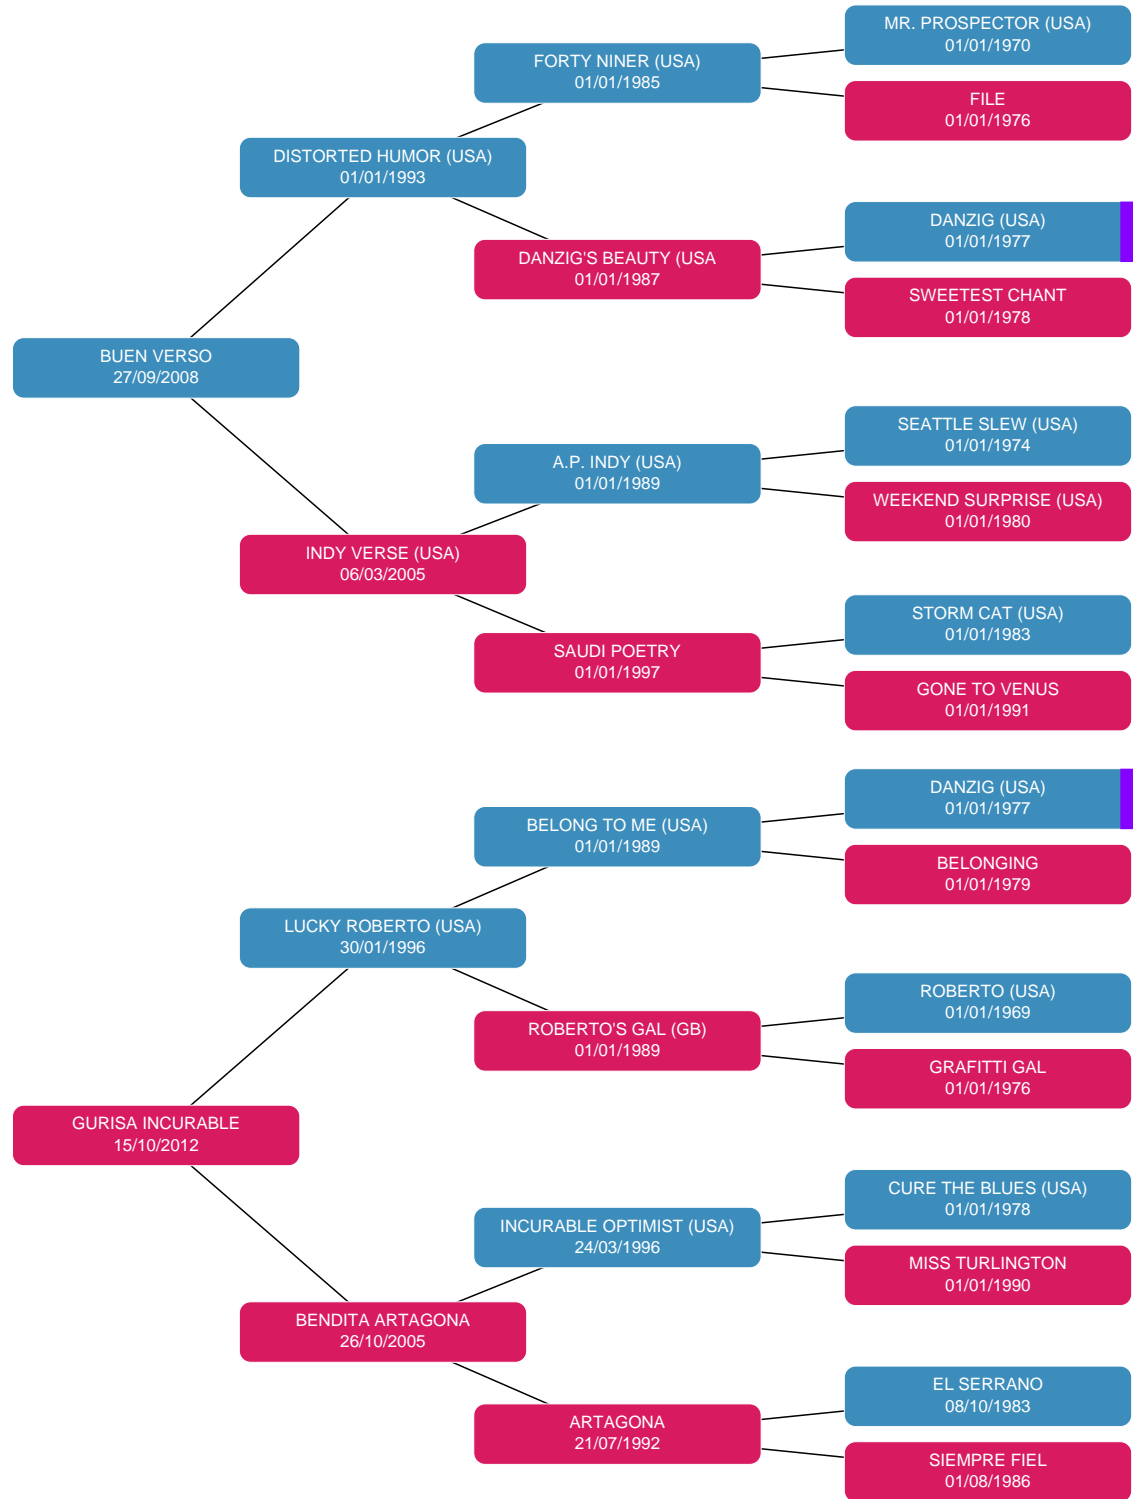 MR. PROSPECTOR (USA)
01/01/1970
FORTY NINER (USA)
01/01/1985
FILE
01/01/1976
DISTORTED HUMOR (USA)
01/01/1993
DANZIG (USA)
01/01/1977
DANZIG'S BEAUTY (USA
01/01/1987
SWEETEST CHANT
01/01/1978
BUEN VERSO
27/09/2008
SEATTLE SLEW (USA)
01/01/1974
A.P. INDY (USA)
01/01/1989
WEEKEND SURPRISE (USA)
01/01/1980
INDY VERSE (USA)
06/03/2005
STORM CAT (USA)
01/01/1983
SAUDI POETRY
01/01/1997
GONE TO VENUS
01/01/1991
DANZIG (USA)
01/01/1977
BELONG TO ME (USA)
01/01/1989
BELONGING
01/01/1979
LUCKY ROBERTO (USA)
30/01/1996
ROBERTO (USA)
01/01/1969
ROBERTO'S GAL (GB)
01/01/1989
GRAFITTI GAL
01/01/1976
GURISA INCURABLE
15/10/2012
CURE THE BLUES (USA)
01/01/1978
INCURABLE OPTIMIST (USA)
24/03/1996
MISS TURLINGTON
01/01/1990
BENDITA ARTAGONA
26/10/2005
EL SERRANO
08/10/1983
ARTAGONA
21/07/1992
SIEMPRE FIEL
01/08/1986